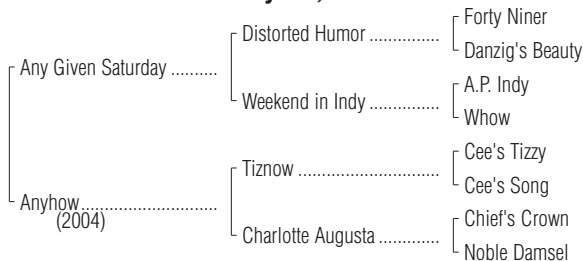 Forty Niner
Distorted Humor ...............
Danzig's Beauty
Any Given Saturday ..........
A.P. Indy
Weekend in Indy ...............
Whow
Cee's Tizzy
Tiznow ..............................
Cee's Song
Anyhow .............................
(2004)
Chief's Crown
Charlotte Augusta .............
Noble Damsel